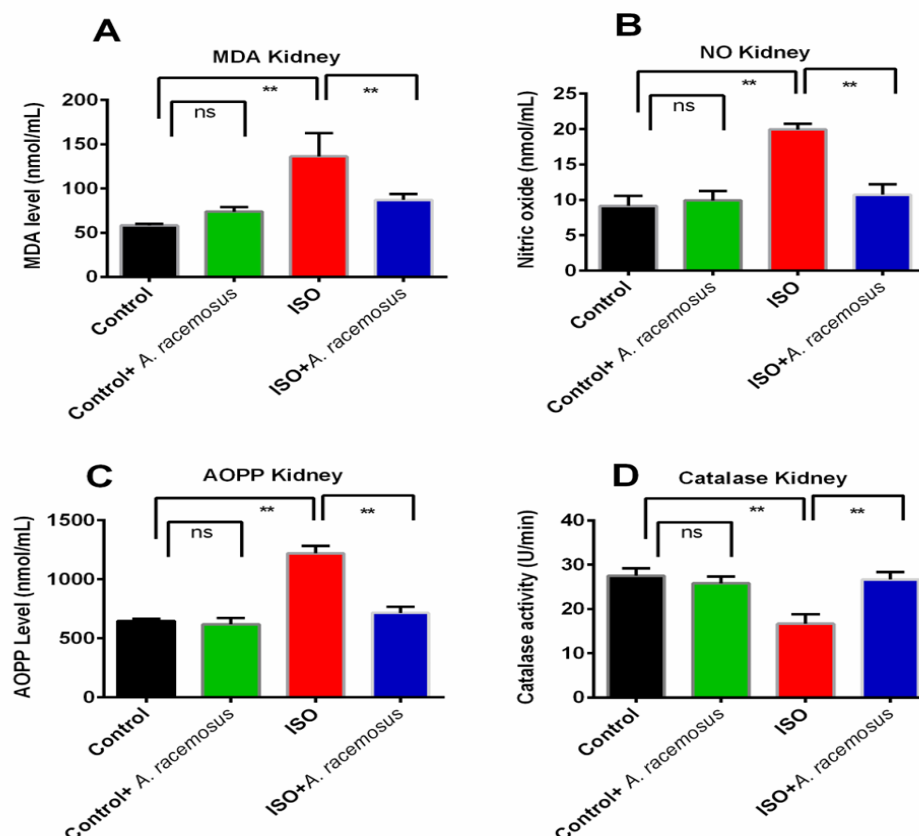 A
MDA Kidney
**
**
ns
MDA level (nmol/mL)
200
150
100
50
0
Control
Control+ A. racemosus
ISO
ISO+A. racemosus
B
NO Kidney
**
**
ns
Nitric oxide (nmol/mL)
25
20
15
10
5
0
Control
Control+ A. racemosus
ISO
ISO+A. racemosus
C
AOPP Kidney
**
**
ns
AOPP Level (nmol/mL)
1500
1000
500
0
Control
Control+ A. racemosus
ISO
ISO+A. racemosus
D
Catalase Kidney
**
**
ns
Catalase activity (U/min)
40
30
20
10
0
Control
Control+ A. racemosus
ISO
ISO+A. racemosus